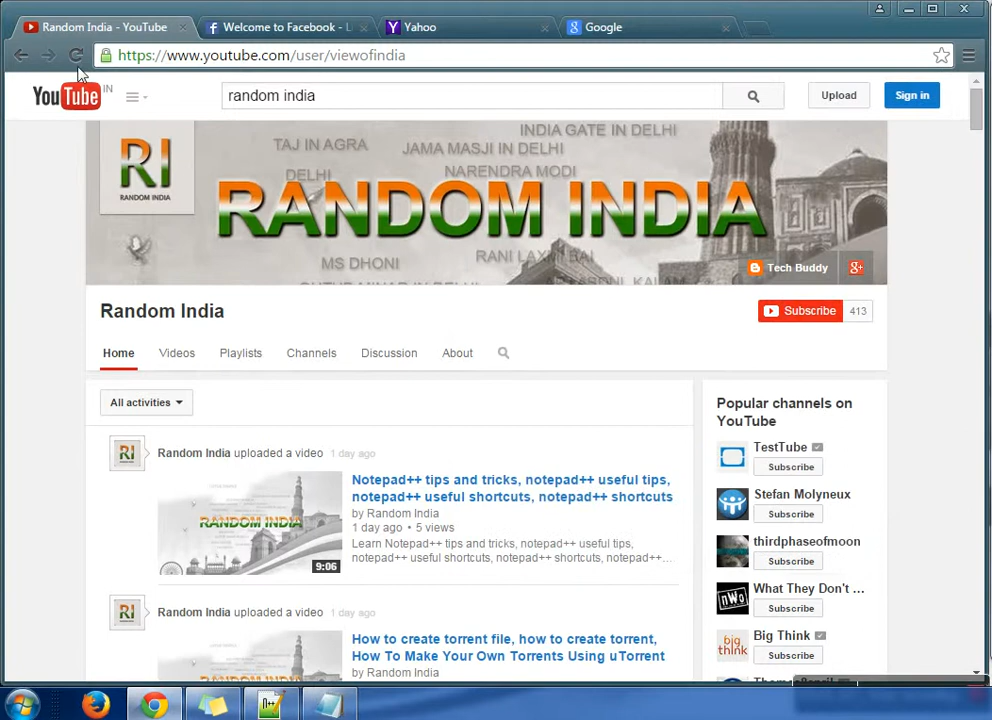 Random India - YouTube
Welcome to Facebook - L
Yahoo
Google
https://www.youtube.com/user/viewofindia
YouTube IN
random india
Upload
Sign in
RI
RANDOM INDIA
TAJ IN AGRA
INDIA GATE IN DELHI
JAMA MASJI IN DELHI
DELHI
NARENDRA MODI
RANDOM INDIA
MS DHONI
RANI LAXMI BAI
Tech Buddy
g+
Random India
Subscribe 413
Home
Videos
Playlists
Channels
Discussion
About
All activities
RI
Random India uploaded a video 1 day ago
RANDOM INDIA
9:06
Notepad++ tips and tricks, notepad++ useful tips,
notepad++ useful shortcuts, notepad++ shortcuts
by Random India
1 day ago • 5 views
Learn Notepad++ tips and tricks, notepad++ useful tips,
notepad++ useful shortcuts, notepad++ shortcuts, notepad++...
RI
Random India uploaded a video 1 day ago
How to create torrent file, how to create torrent,
How To Make Your Own Torrents Using uTorrent
by Random India
Popular channels on
YouTube
TestTube
Subscribe
Stefan Molyneux
Subscribe
thirdphaseofmoon
Subscribe
nwo
What They Don't ...
Subscribe
big
think
Big Think
Subscribe